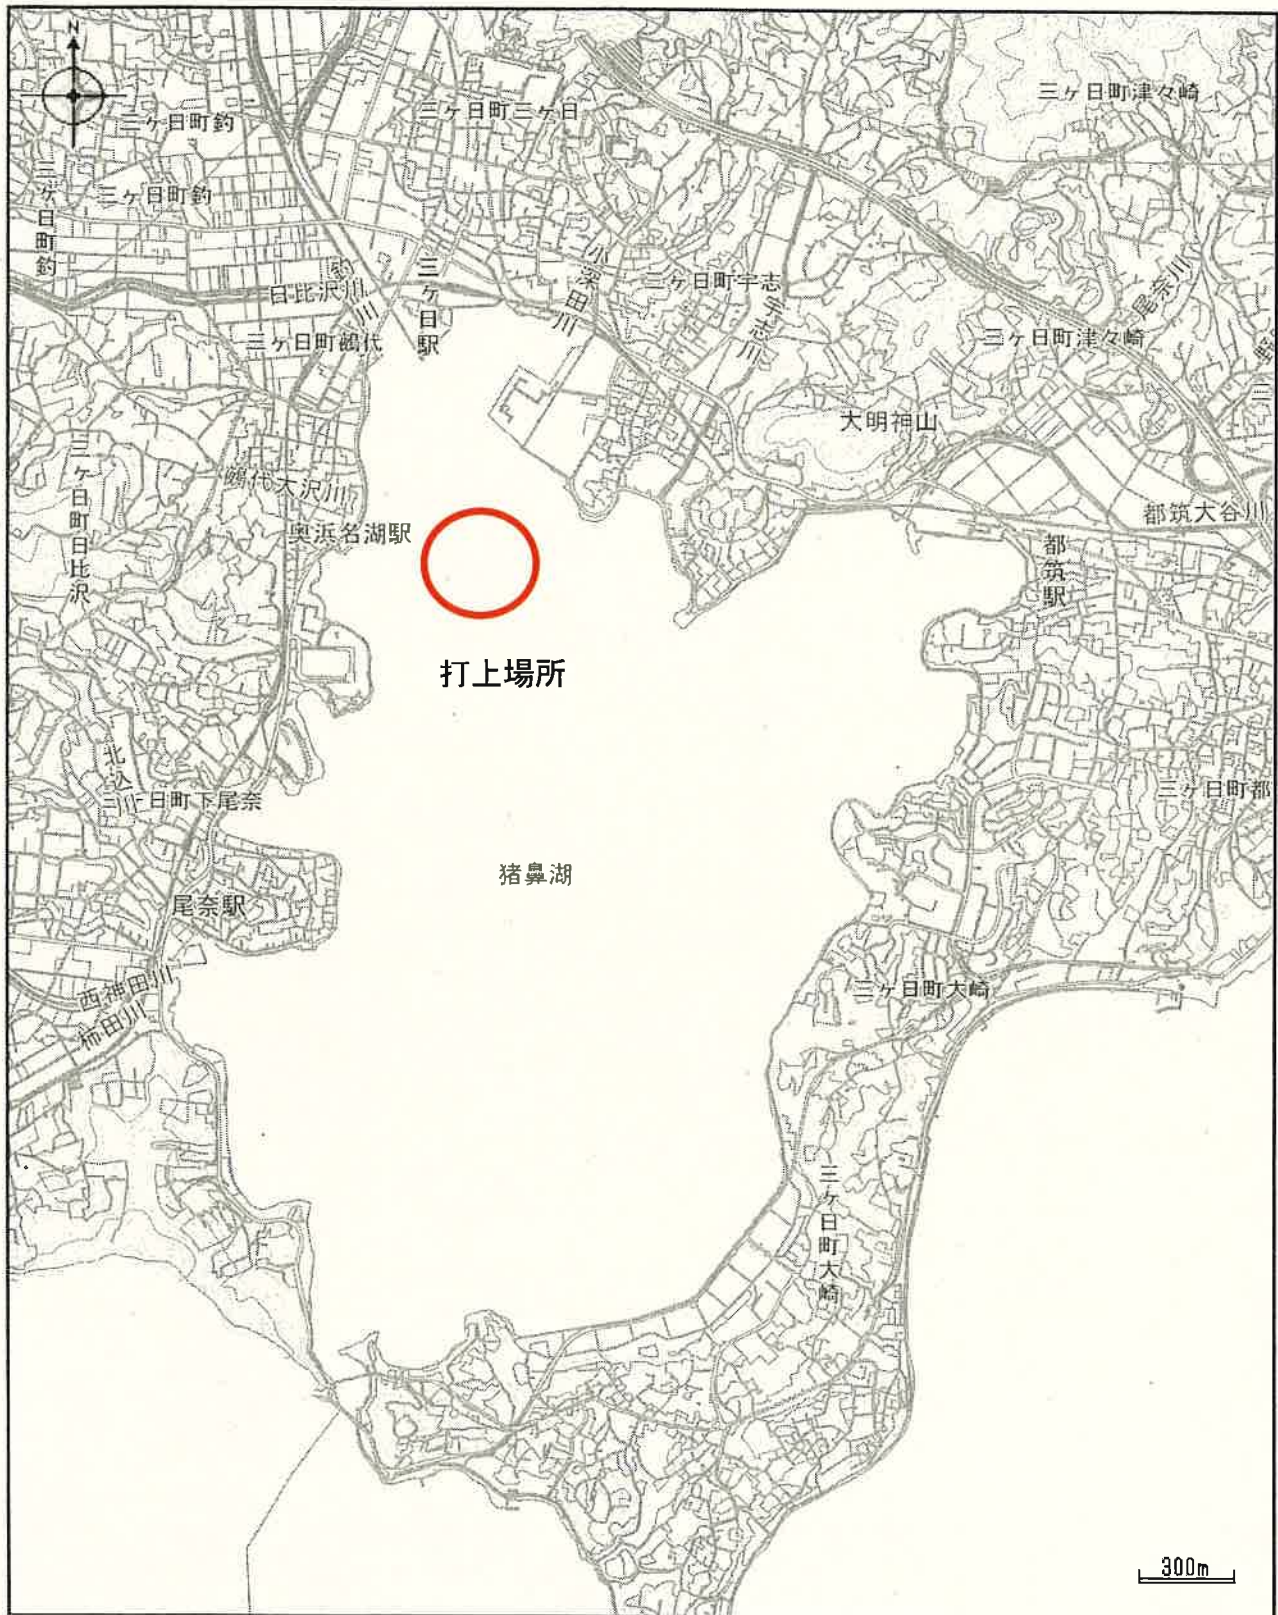 N
三ヶ日町津々崎
三ヶ日町三ヶ日
三ヶ日町釣
三ヶ日町釣
三ヶ日町釣
小深田川
三ヶ日町宇志
宇志川
尾奈川
日比沢川
釣川
三ヶ日駅
三ヶ日町鵺代
三ヶ日町津々崎
大明神山
三ヶ日町日比沢
鵺代大沢川
奥浜名湖駅
都筑大谷川
都筑駅
打上場所
北込川
三ヶ日町下尾奈
三ヶ日町都
猪鼻湖
尾奈駅
西神田川
柿田川
三ヶ日町大崎
三ヶ日町大崎
300m